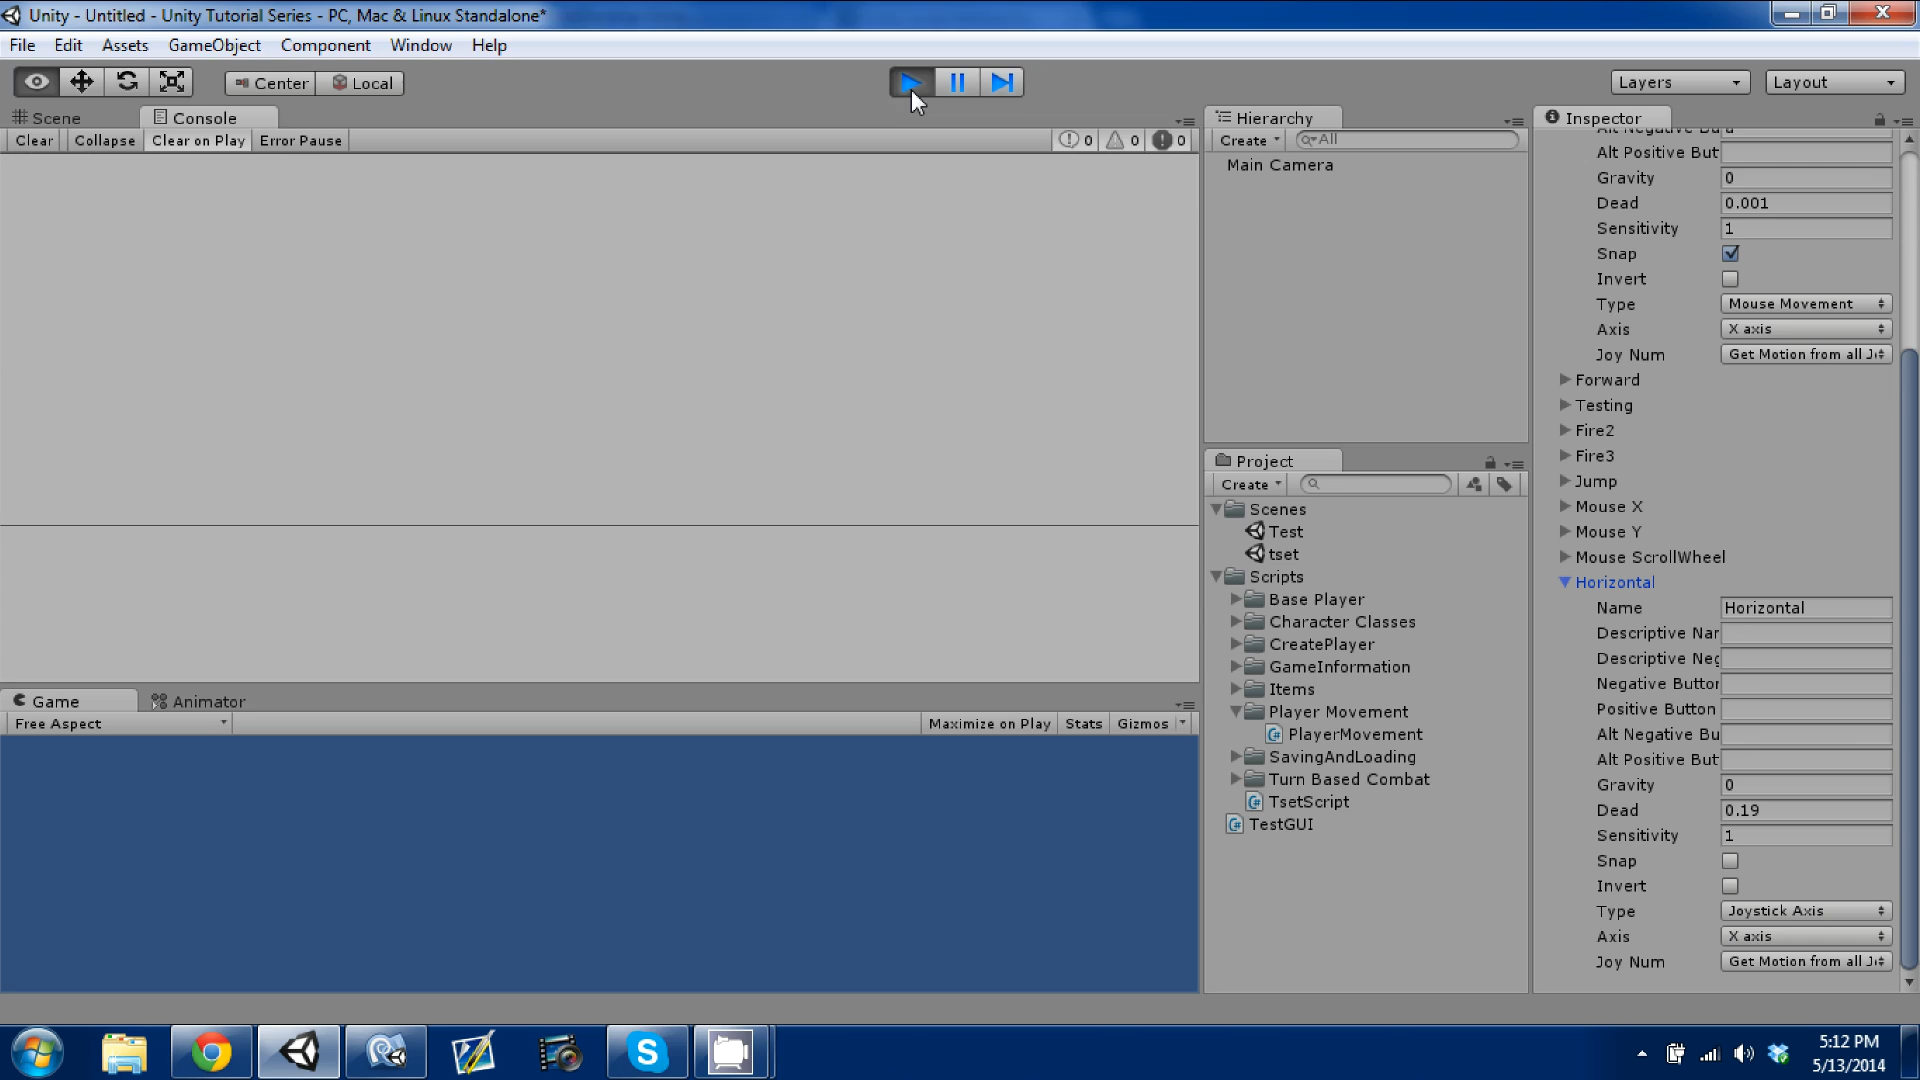 Unity - Untitled - Unity Tutorial Series - PC, Mac & Linux Standalone*
File Edit Assets GameObject Component Window Help
Center Local Layers Layout
Scene Console
Clear Collapse Clear on Play Error Pause 0 0 0
Game Animator
Free Aspect Maximize on Play Stats Gizmos
Hierarchy
Create All
Main Camera
Project
Create
Scenes
Test
tset
Scripts
Base Player
Character Classes
CreatePlayer
GameInformation
Items
Player Movement
PlayerMovement
SavingAndLoading
Turn Based Combat
TsetScript
TestGUI
Inspector
Alt Positive But
Gravity 0
Dead 0.001
Sensitivity 1
Snap
Invert
Type Mouse Movement
Axis X axis
Joy Num Get Motion from all J
Forward
Testing
Fire2
Fire3
Jump
Mouse X
Mouse Y
Mouse ScrollWheel
Horizontal
Name Horizontal
Descriptive Nar
Descriptive Neg
Negative Button
Positive Button
Alt Negative Bu
Alt Positive But
Gravity 0
Dead 0.19
Sensitivity 1
Snap
Invert
Type Joystick Axis
Axis X axis
Joy Num Get Motion from all J
5:12 PM
5/13/2014